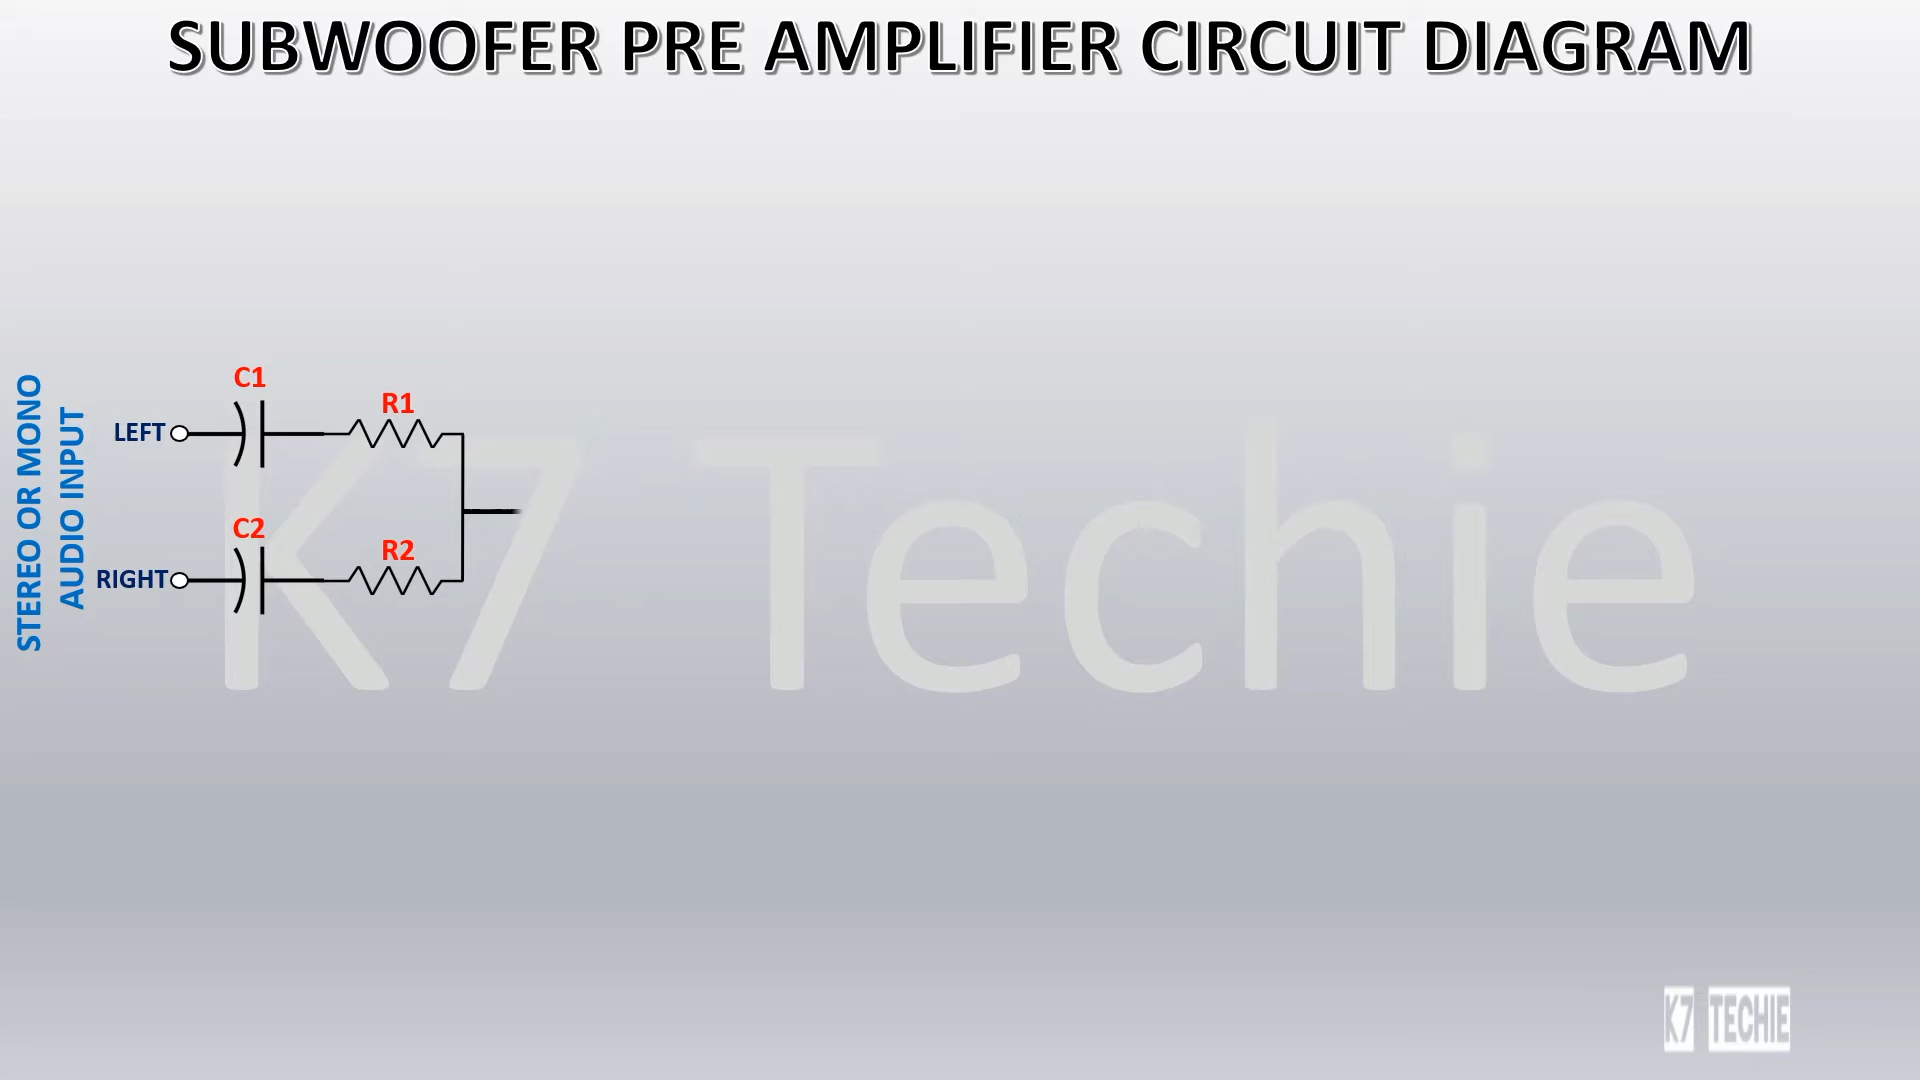 SUBWOOFER PRE AMPLIFIER CIRCUIT DIAGRAM
STEREO OR MONO
AUDIO INPUT
C1
R1
LEFT
C2
R2
RIGHT
K7 Techie
K7 TECHIE